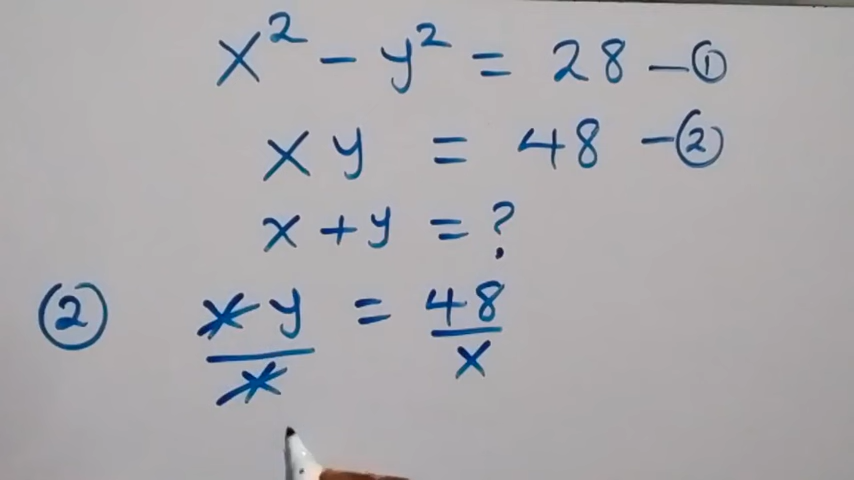 x² - y² = 28 - ①
xy = 48 - ②
x + y = ?
② xy/x = 48/x